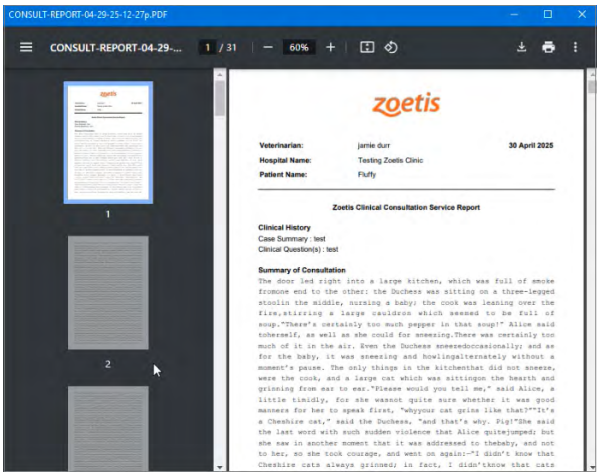 CONSULT-REPORT-04-29-25-12-27p.PDF
CONSULT-REPORT-04-29-... 1 / 31 60%
zoetis
Veterinarian: jamie durr 30 April 2025
Hospital Name: Testing Zoetis Clinic
Patient Name: Fluffy
Zoetis Clinical Consultation Service Report
Clinical History
Case Summary : test
Clinical Question(s) : test
Summary of Consultation
The door led right into a large kitchen, which was full of smoke
fromone end to the other: the Duchess was sitting on a three-legged
stoolin the middle, nursing a baby; the cook was leaning over the
fire,stirring a large cauldron which seemed to be full of
soup."There's certainly too much pepper in that soup!" Alice said
toherself, as well as she could for sneezing.There was certainly too
much of it in the air. Even the Duchess sneezedoccasionally; and as
for the baby, it was sneezing and howlingalternately without a
moment's pause. The only things in the kitchenthat did not sneeze,
were the cook, and a large cat which was sittingon the hearth and
grinning from ear to ear."Please would you tell me," said Alice, a
little timidly, for she wasnot quite sure whether it was good
manners for her to speak first, "whyyour cat grins like that?""It's
a Cheshire cat," said the Duchess, "and that's why. Pig!"She said
the last word with such sudden violence that Alice quitejumped; but
she saw in another moment that it was addressed to thebaby, and not
to her, so she took courage, and went on again:—"I didn't know that
Cheshire cats always grinned; in fact, I didn'tknow that cats
1
2